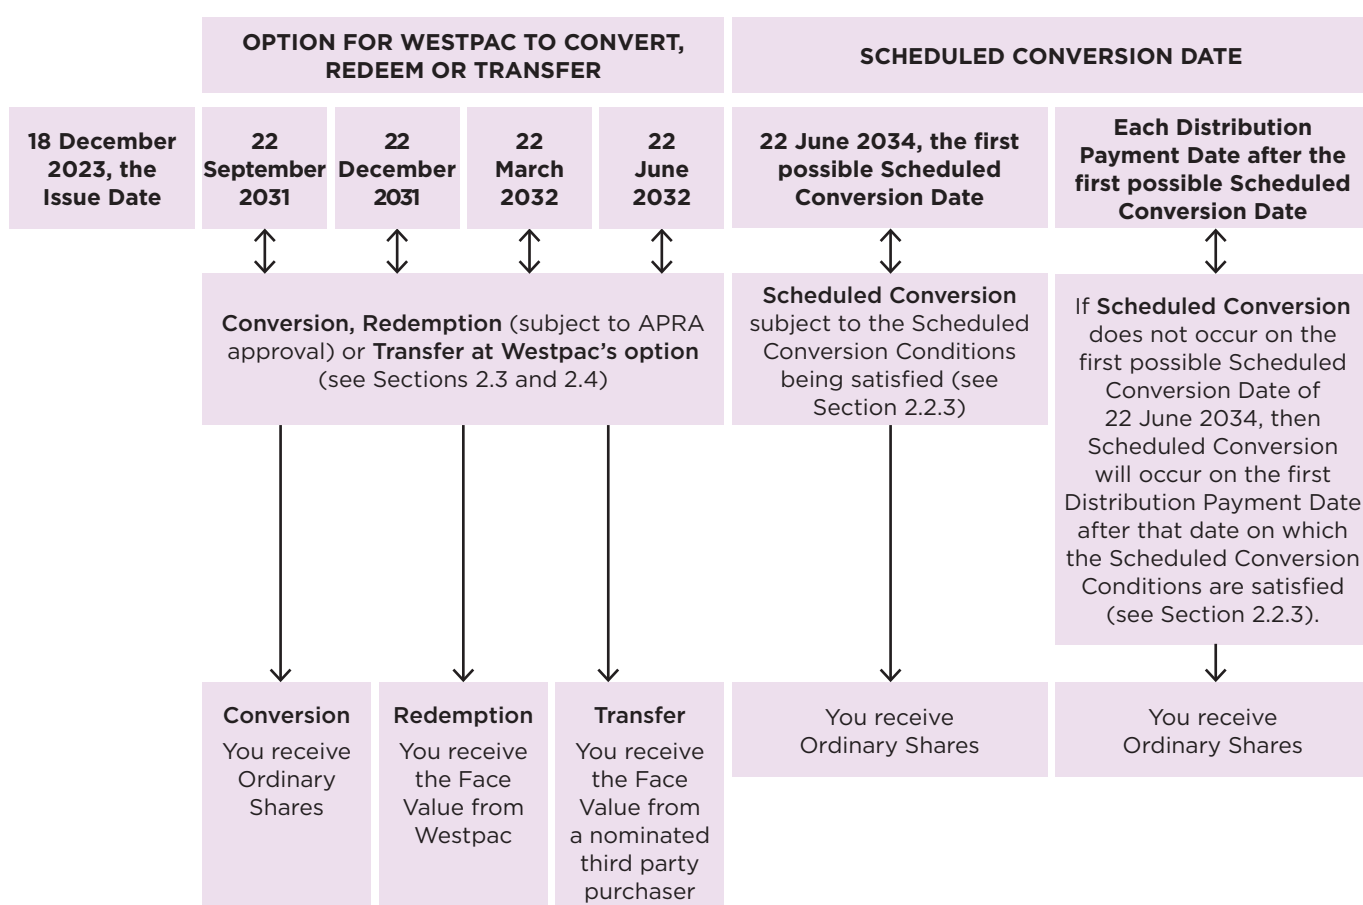 OPTION FOR WESTPAC TO CONVERT,
REDEEM OR TRANSFER
SCHEDULED CONVERSION DATE
18 December
2023, the
Issue Date
22
September
2031
22
December
2031
22
March
2032
22
June
2032
22 June 2034, the first
possible Scheduled
Conversion Date
Each Distribution
Payment Date after the
first possible Scheduled
Conversion Date
Conversion, Redemption (subject to APRA
approval) or Transfer at Westpac's option
(see Sections 2.3 and 2.4)
Scheduled Conversion
subject to the Scheduled
Conversion Conditions
being satisfied (see
Section 2.2.3)
If Scheduled Conversion
does not occur on the
first possible Scheduled
Conversion Date of
22 June 2034, then
Scheduled Conversion
will occur on the first
Distribution Payment Date
after that date on which
the Scheduled Conversion
Conditions are satisfied
(see Section 2.2.3).
Conversion
You receive
Ordinary
Shares
Redemption
You receive
the Face
Value from
Westpac
Transfer
You receive
the Face
Value from
a nominated
third party
purchaser
You receive
Ordinary Shares
You receive
Ordinary Shares